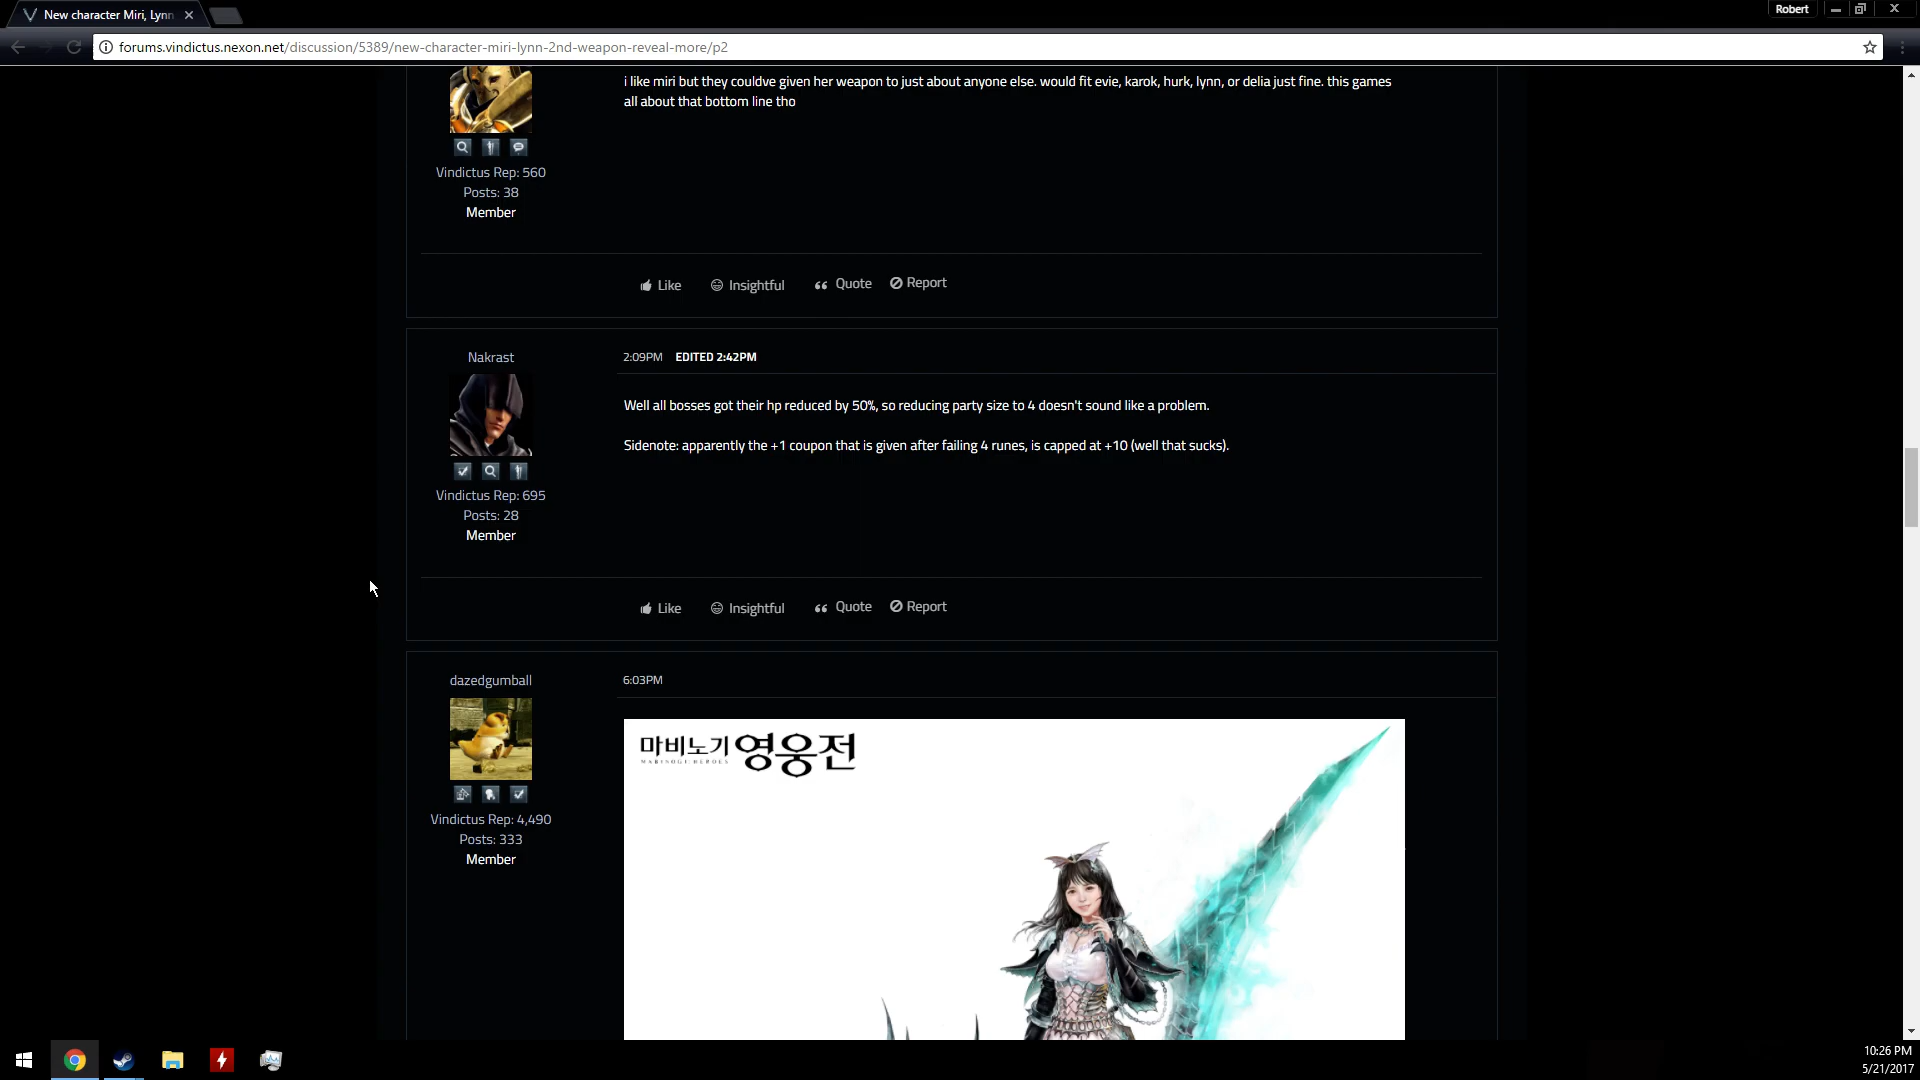 New character Miri, Lynn
Robert
forums.vindictus.nexon.net/discussion/5389/new-character-miri-lynn-2nd-weapon-reveal-more/p2
i like miri but they couldve given her weapon to just about anyone else. would fit evie, karok, hurk, lynn, or delia just fine. this games
all about that bottom line tho
Vindictus Rep: 560
Posts: 38
Member
Like Insightful Quote Report
Nakrast
2:09PM EDITED 2:42PM
Well all bosses got their hp reduced by 50%, so reducing party size to 4 doesn't sound like a problem.
Sidenote: apparently the +1 coupon that is given after failing 4 runes, is capped at +10 (well that sucks).
Vindictus Rep: 695
Posts: 28
Member
Like Insightful Quote Report
dazedgumball
6:03PM
마비노기 영웅전
MABINOGI HEROES
Vindictus Rep: 4,490
Posts: 333
Member
10:26 PM
5/21/2017